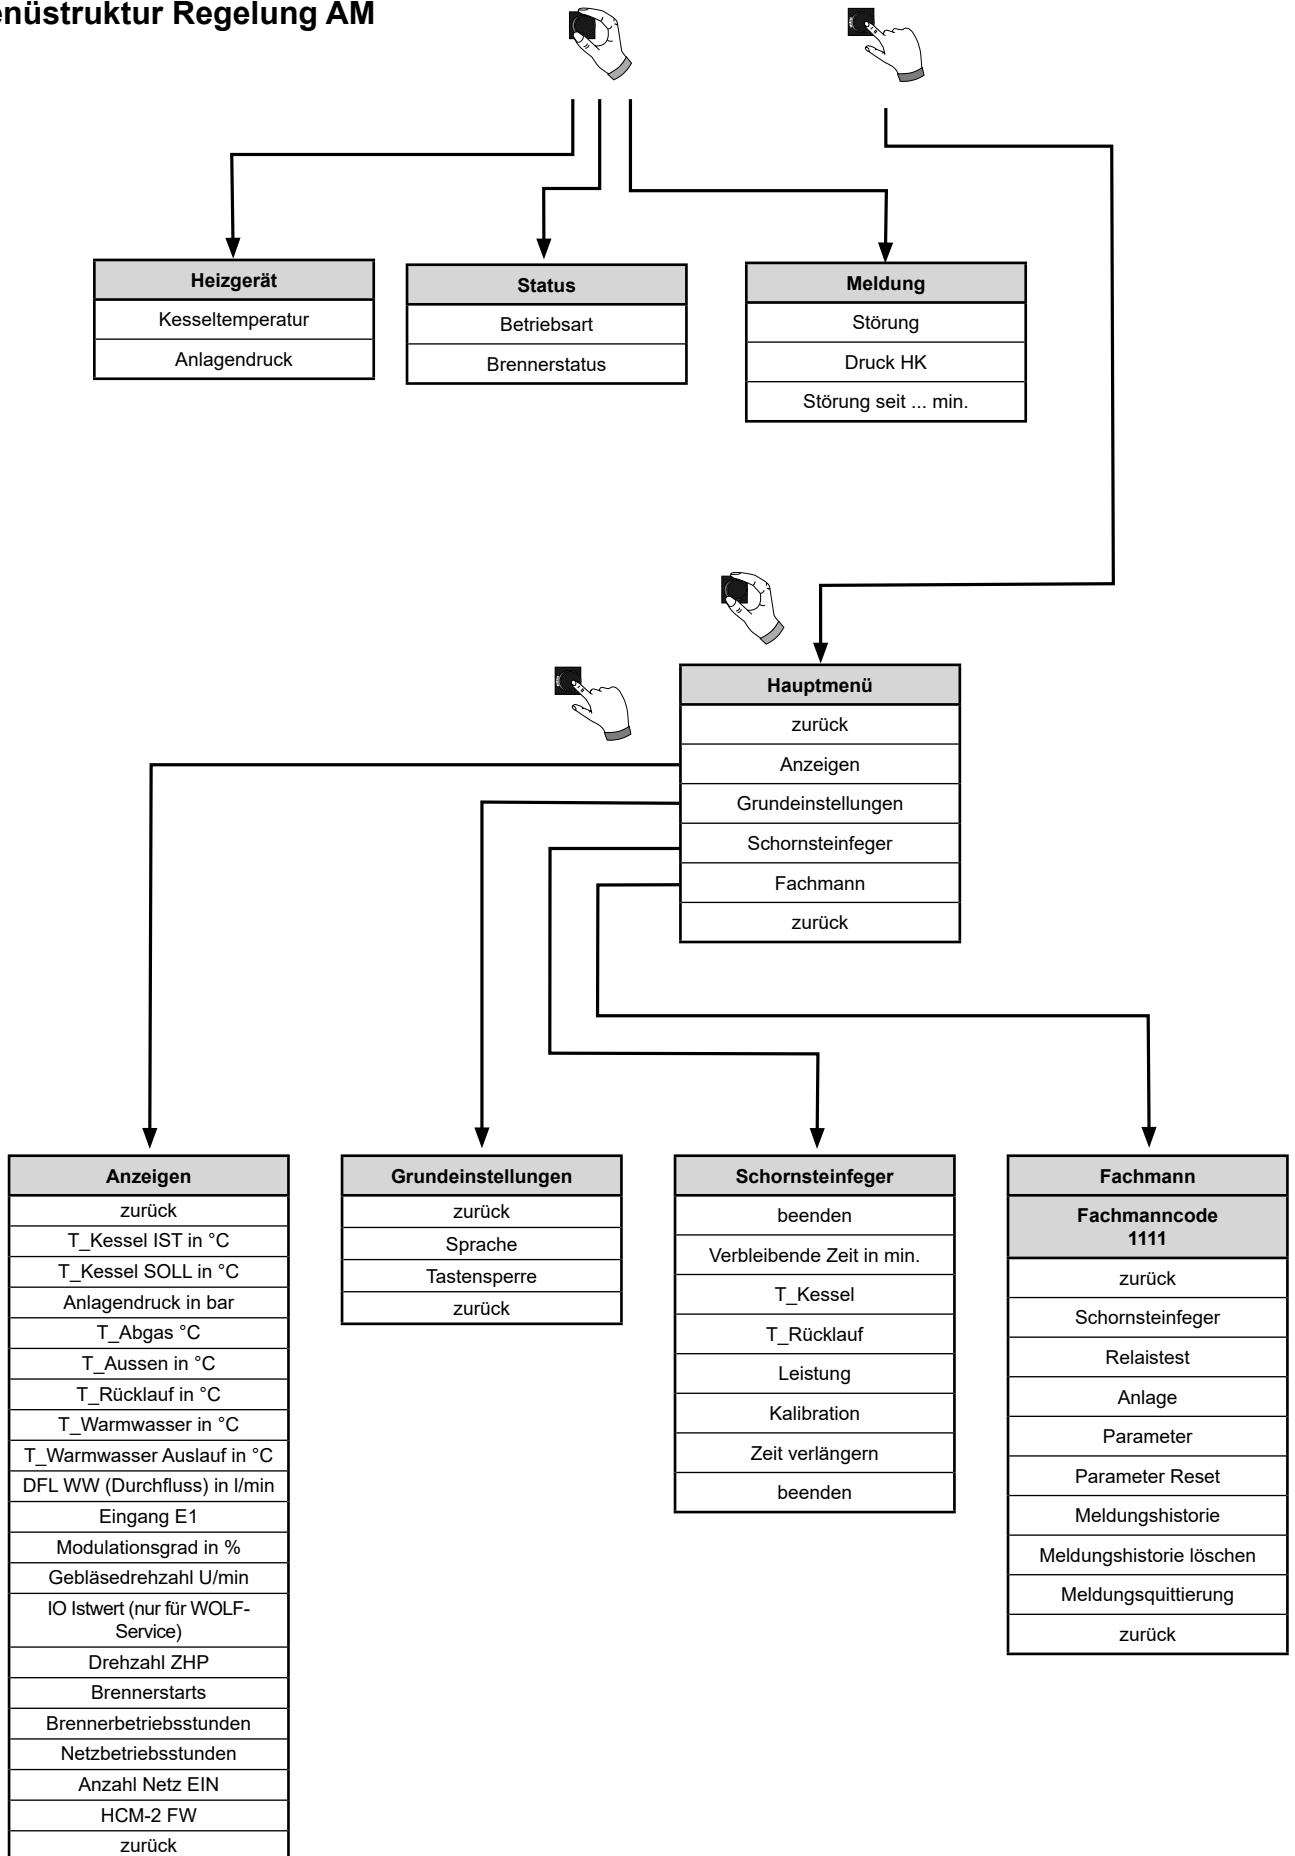 enüstruktur Regelung AM
Heizgerät
Kesseltemperatur
Anlagendruck
Status
Betriebsart
Brennerstatus
Meldung
Störung
Druck HK
Störung seit ... min.
Hauptmenü
zurück
Anzeigen
Grundeinstellungen
Schornsteinfeger
Fachmann
zurück
Anzeigen
zurück
T_Kessel IST in °C
T_Kessel SOLL in °C
Anlagendruck in bar
T_Abgas °C
T_Aussen in °C
T_Rücklauf in °C
T_Warmwasser in °C
T_Warmwasser Auslauf in °C
DFL WW (Durchfluss) in l/min
Eingang E1
Modulationsgrad in %
Gebläsedrehzahl U/min
IO Istwert (nur für WOLF-
Service)
Drehzahl ZHP
Brennerstarts
Brennerbetriebsstunden
Netzbetriebsstunden
Anzahl Netz EIN
HCM-2 FW
zurück
Grundeinstellungen
zurück
Sprache
Tastensperre
zurück
Schornsteinfeger
beenden
Verbleibende Zeit in min.
T_Kessel
T_Rücklauf
Leistung
Kalibration
Zeit verlängern
beenden
Fachmann
Fachmanncode
1111
zurück
Schornsteinfeger
Relaistest
Anlage
Parameter
Parameter Reset
Meldungshistorie
Meldungshistorie löschen
Meldungsquittierung
zurück